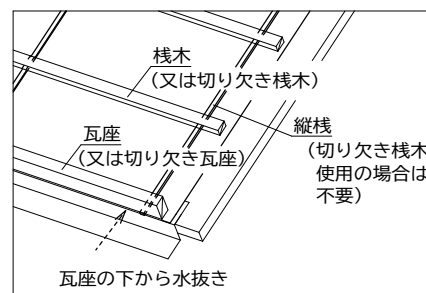 桟木
(又は切り欠き桟木)
縦桟
(切り欠き桟木
使用の場合は
不要)
瓦座
(又は切り欠き瓦座)
瓦座の下から水抜き